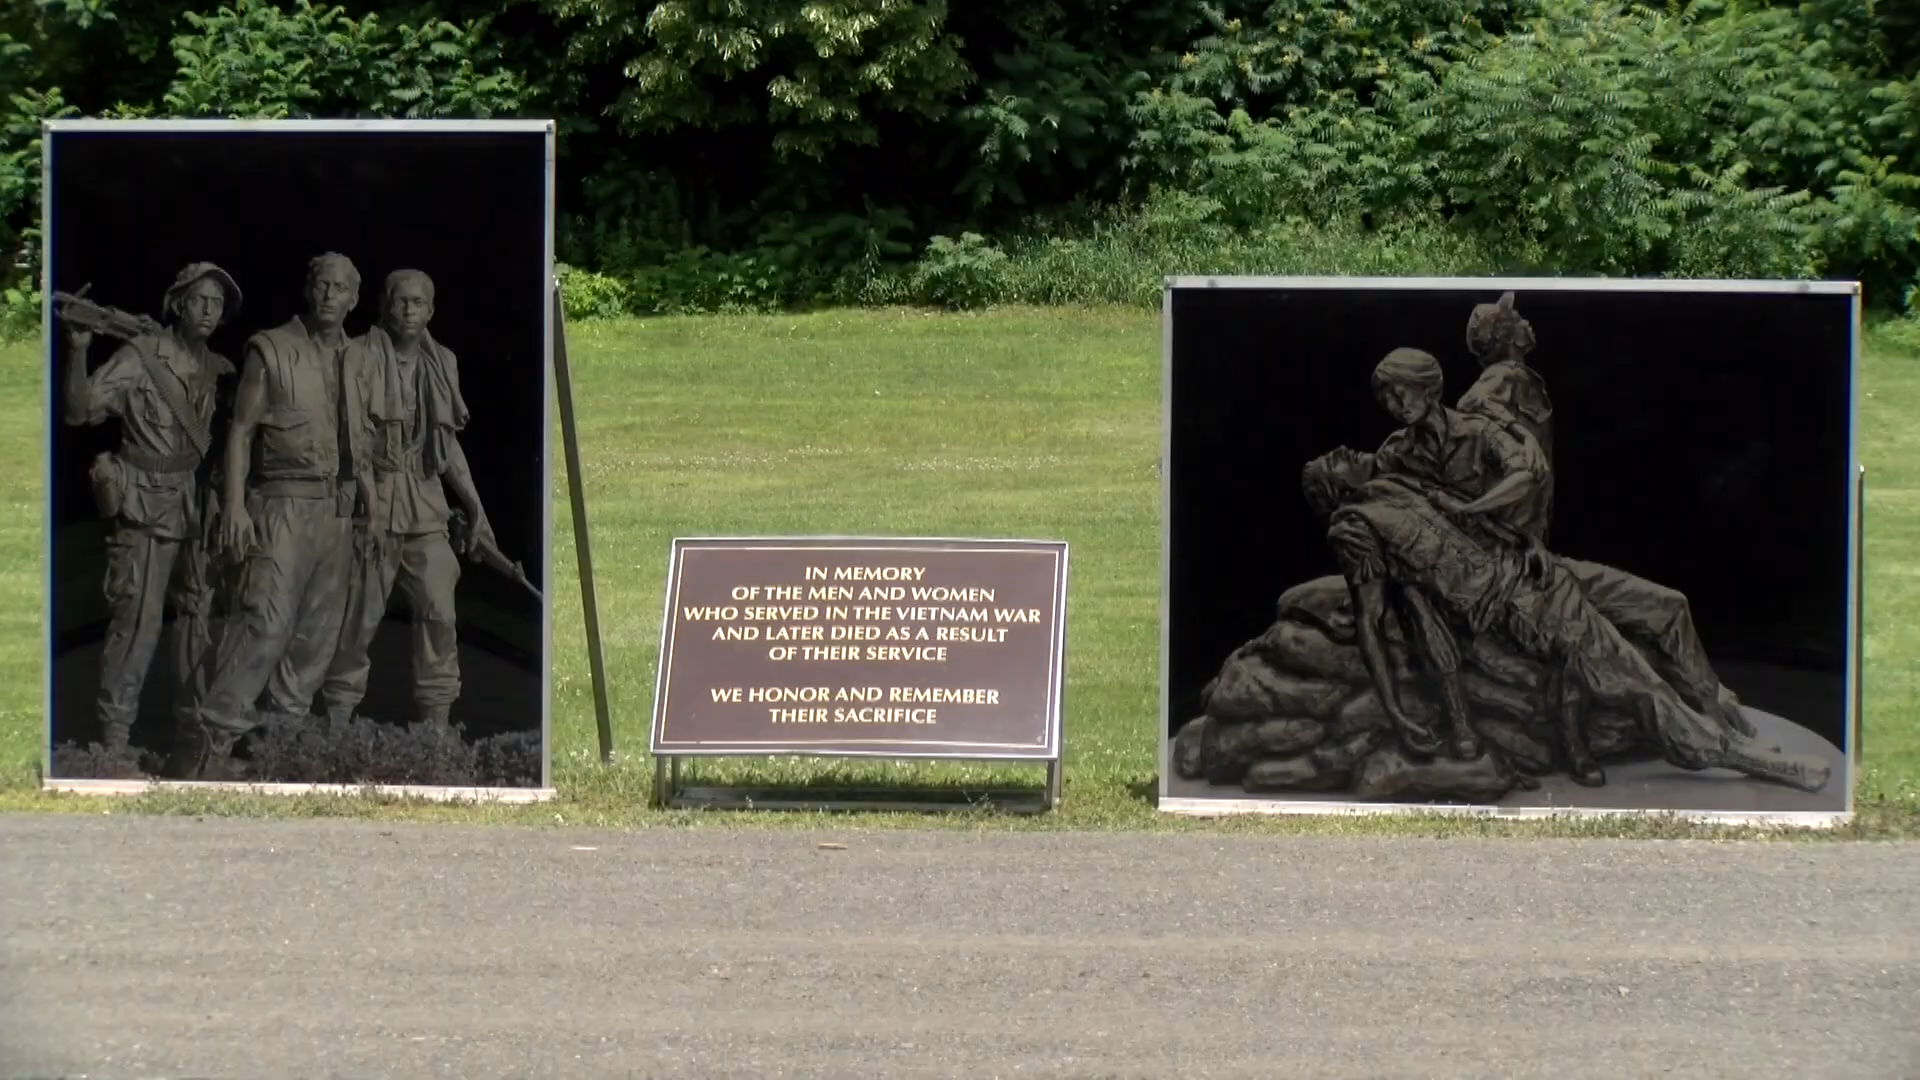 IN MEMORY
OF THE MEN AND WOMEN
WHO SERVED IN THE VIETNAM WAR
AND LATER DIED AS A RESULT
OF THEIR SERVICE
WE HONOR AND REMEMBER
THEIR SACRIFICE